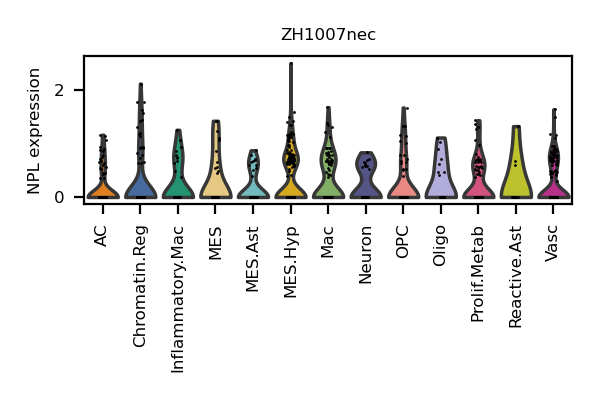 ZH1007nec
NPL expression
2
0
AC
Chromatin.Reg
Inflammatory.Mac
MES
MES.Ast
MES.Hyp
Mac
Neuron
OPC
Oligo
Prolif.Metab
Reactive.Ast
Vasc